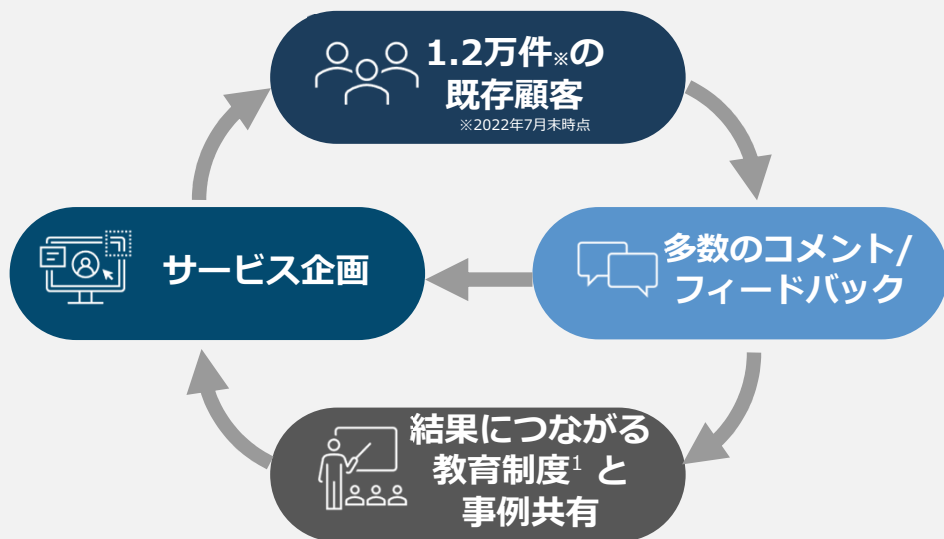 1.2万件※の
既存顧客
※2022年7月末時点
サービス企画
多数のコメント/
フィードバック
結果につながる
教育制度¹ と
事例共有